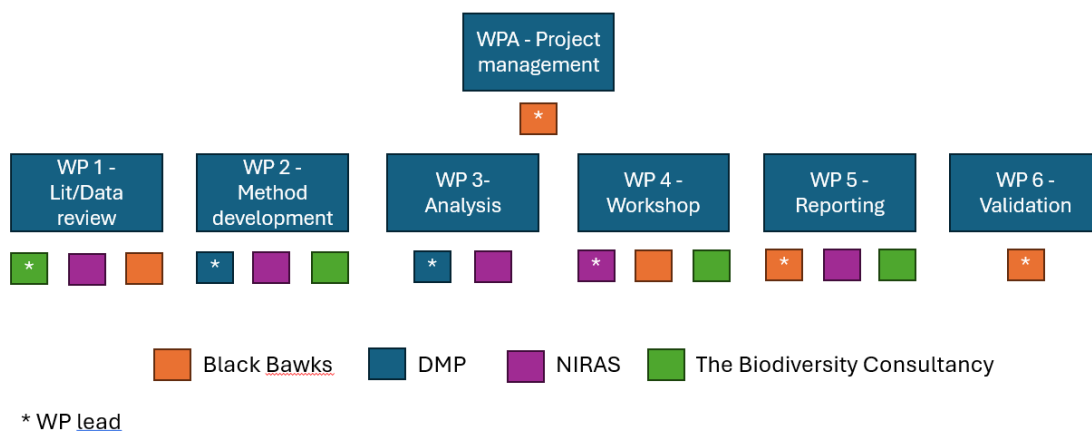 WPA - Project
management
*
WP 1 -
Lit/Data
review
WP 2 -
Method
development
WP 3-
Analysis
WP 4 -
Workshop
WP 5 -
Reporting
WP 6 -
Validation
* * * * * *
Black Bawks DMP NIRAS The Biodiversity Consultancy
* WP lead